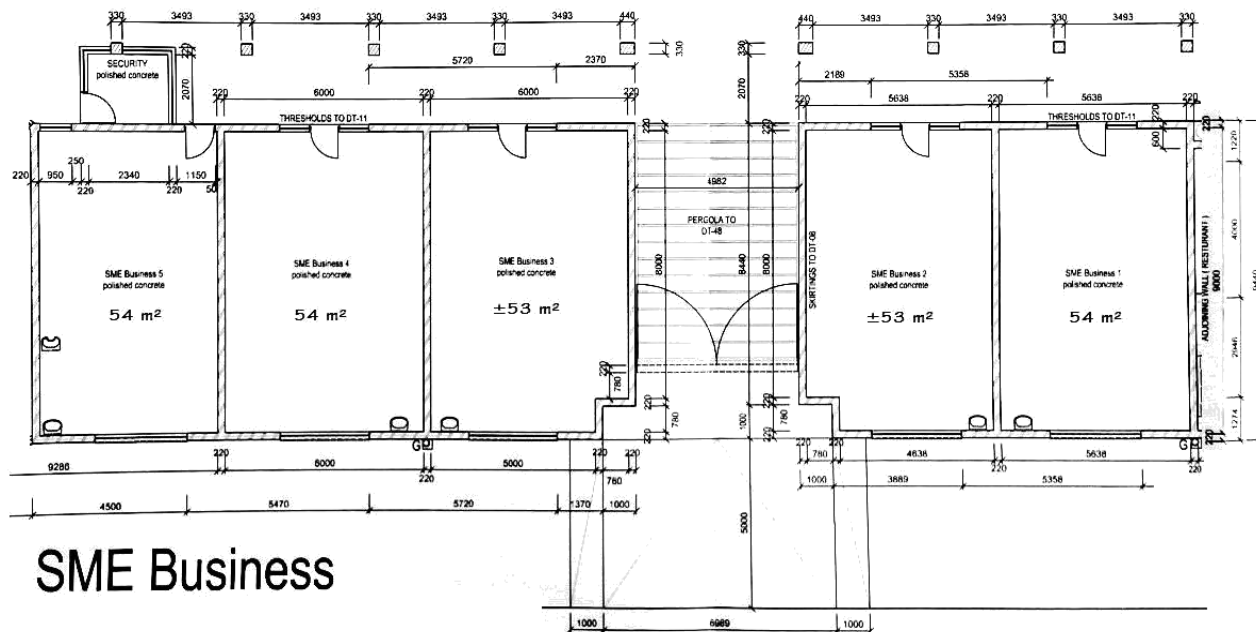 330 3493 330 3493 330 3493 330 3493 440
440 3493 330 3493 330 3493 330
SECURITY
polished concrete
220
2070
5720 2370
330
330
2070
2189 5358
220 6000 220 6000 220
220 5638 220 5638 220
THRESHOLDS TO DT-11
THRESHOLDS TO DT-11
220
600
1220
220 950 250 220 2340 220 1150 50
4982
PERGOLA TO
DT-48
8000
8440
8000
SKIRTINGS TO DT-08
4000
9000
ADJOINING WALL ( RESTURANT )
2946
1274
SME Business 5
polished concrete
54 m²
SME Business 4
polished concrete
54 m²
SME Business 3
polished concrete
±53 m²
SME Business 2
polished concrete
±53 m²
SME Business 1
polished concrete
54 m²
220
780
220
780
220
1000
220
780
220
G
G
9286 220 6000 220 5000 220 220
760
220 780 220 4638 220 5638 220
1000 3889 5358
4500 5470 5720 1370 1000
5000
SME Business
1000 6989 1000